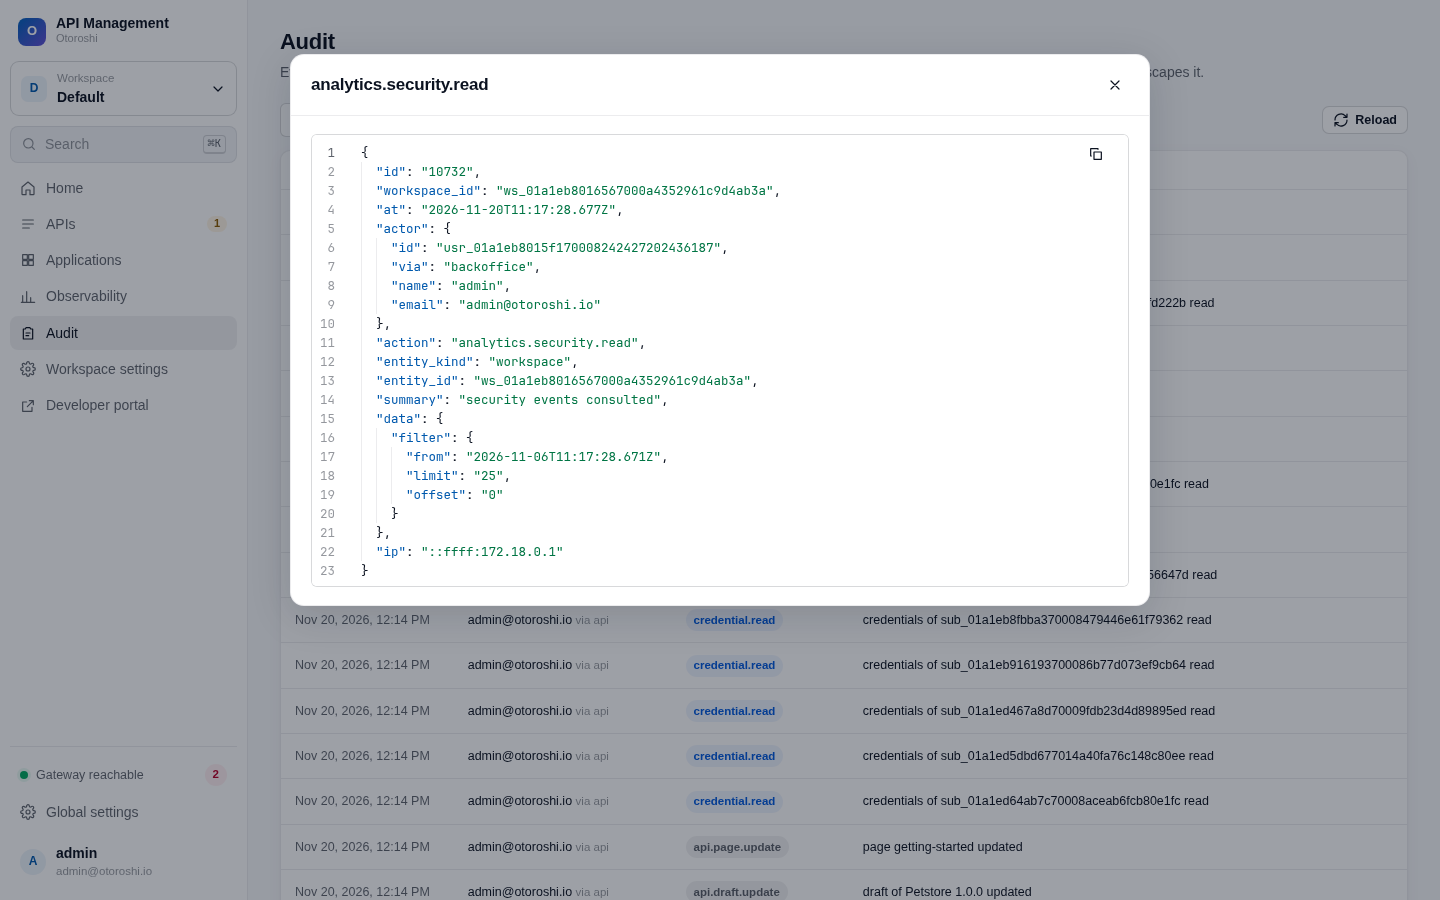 O
API Management
Otoroshi
D
Workspace
Default
Search
⌘K
Home
APIs
1
Applications
Observability
Audit
Workspace settings
Developer portal
Gateway reachable
2
Global settings
A
admin
admin@otoroshi.io
Audit
scapes it.
Reload
analytics.security.read
1 {
2 "id": "10732",
3 "workspace_id": "ws_01a1eb8016567000a4352961c9d4ab3a",
4 "at": "2026-11-20T11:17:28.677Z",
5 "actor": {
6 "id": "usr_01a1eb8015f170008242427202436187",
7 "via": "backoffice",
8 "name": "admin",
9 "email": "admin@otoroshi.io"
10 },
11 "action": "analytics.security.read",
12 "entity_kind": "workspace",
13 "entity_id": "ws_01a1eb8016567000a4352961c9d4ab3a",
14 "summary": "security events consulted",
15 "data": {
16 "filter": {
17 "from": "2026-11-06T11:17:28.671Z",
18 "limit": "25",
19 "offset": "0"
20 }
21 },
22 "ip": "::ffff:172.18.0.1"
23 }
fd222b read
0e1fc read
56647d read
Nov 20, 2026, 12:14 PM admin@otoroshi.io via api credential.read credentials of sub_01a1eb8fbba370008479446e61f79362 read
Nov 20, 2026, 12:14 PM admin@otoroshi.io via api credential.read credentials of sub_01a1eb916193700086b77d073ef9cb64 read
Nov 20, 2026, 12:14 PM admin@otoroshi.io via api credential.read credentials of sub_01a1ed467a8d70009fdb23d4d89895ed read
Nov 20, 2026, 12:14 PM admin@otoroshi.io via api credential.read credentials of sub_01a1ed5dbd677014a40fa76c148c80ee read
Nov 20, 2026, 12:14 PM admin@otoroshi.io via api credential.read credentials of sub_01a1ed64ab7c70008aceab6fcb80e1fc read
Nov 20, 2026, 12:14 PM admin@otoroshi.io via api api.page.update page getting-started updated
Nov 20, 2026, 12:14 PM admin@otoroshi.io via api api.draft.update draft of Petstore 1.0.0 updated